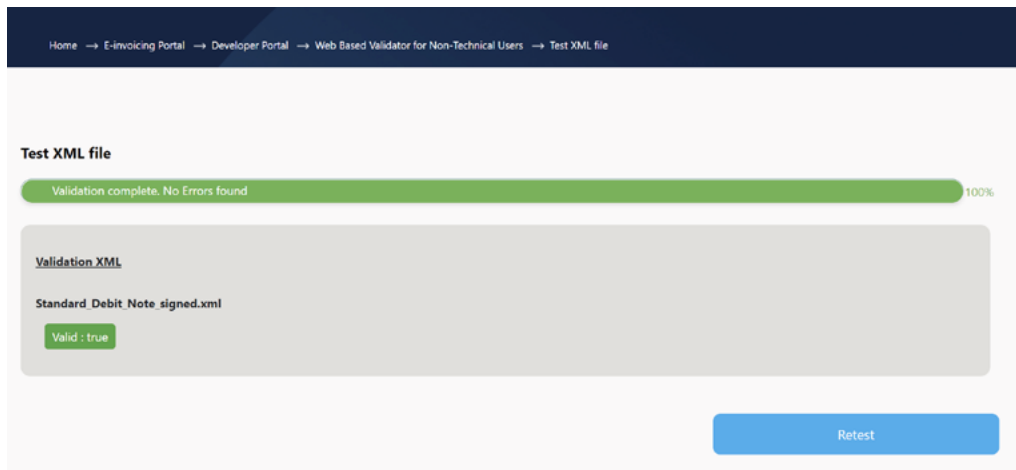 Home → E-invoicing Portal → Developer Portal → Web Based Validator for Non-Technical Users → Test XML file
Test XML file
Validation complete. No Errors found
100%
Validation XML
Standard_Debit_Note_signed.xml
Valid : true
Retest